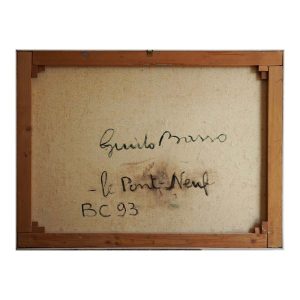 Guido Basso
- le Pont-Neuf
BC 93